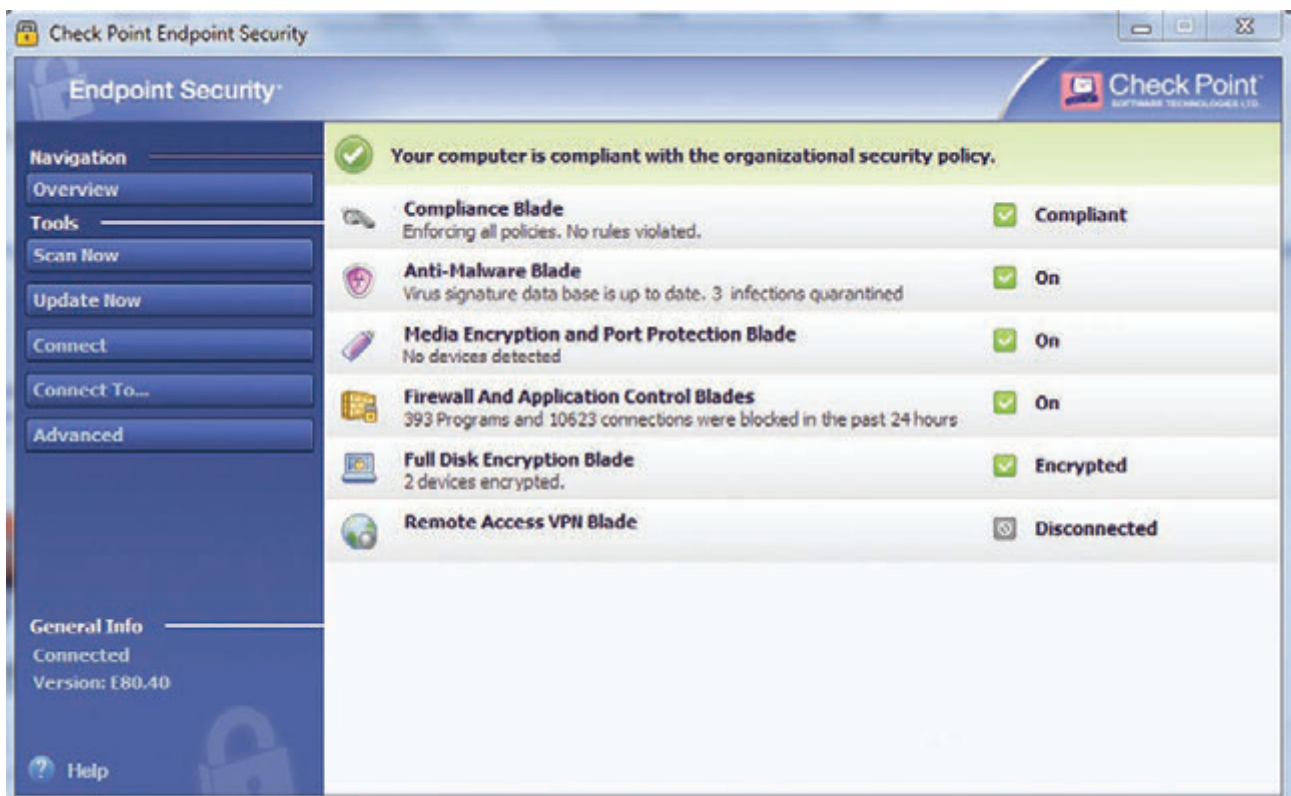 Check Point Endpoint Security
Endpoint Security
Check Point
SOFTWARE TECHNOLOGIES LTD.
Navigation
Overview
Tools
Scan Now
Update Now
Connect
Connect To...
Advanced
General Info
Connected
Version: E80.40
Help
Your computer is compliant with the organizational security policy.
Compliance Blade
Enforcing all policies. No rules violated.
Compliant
Anti-Malware Blade
Virus signature data base is up to date. 3 infections quarantined
On
Media Encryption and Port Protection Blade
No devices detected
On
Firewall And Application Control Blades
393 Programs and 10623 connections were blocked in the past 24 hours
On
Full Disk Encryption Blade
2 devices encrypted.
Encrypted
Remote Access VPN Blade
Disconnected